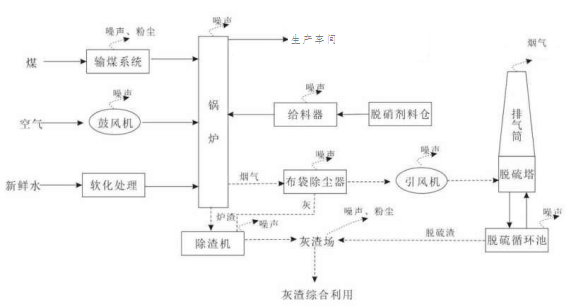 噪声
生产车间
噪声、粉尘
烟气
煤
输煤系统
噪声
噪声
锅炉
排气筒
空气
鼓风机
给料器
脱硝剂料仓
噪声
噪声
新鲜水
软化处理
烟气
布袋除尘器
引风机
脱硫塔
灰
炉渣
噪声
噪声、粉尘
噪声
除渣机
灰渣场
脱硫渣
脱硫循环池
灰渣综合利用